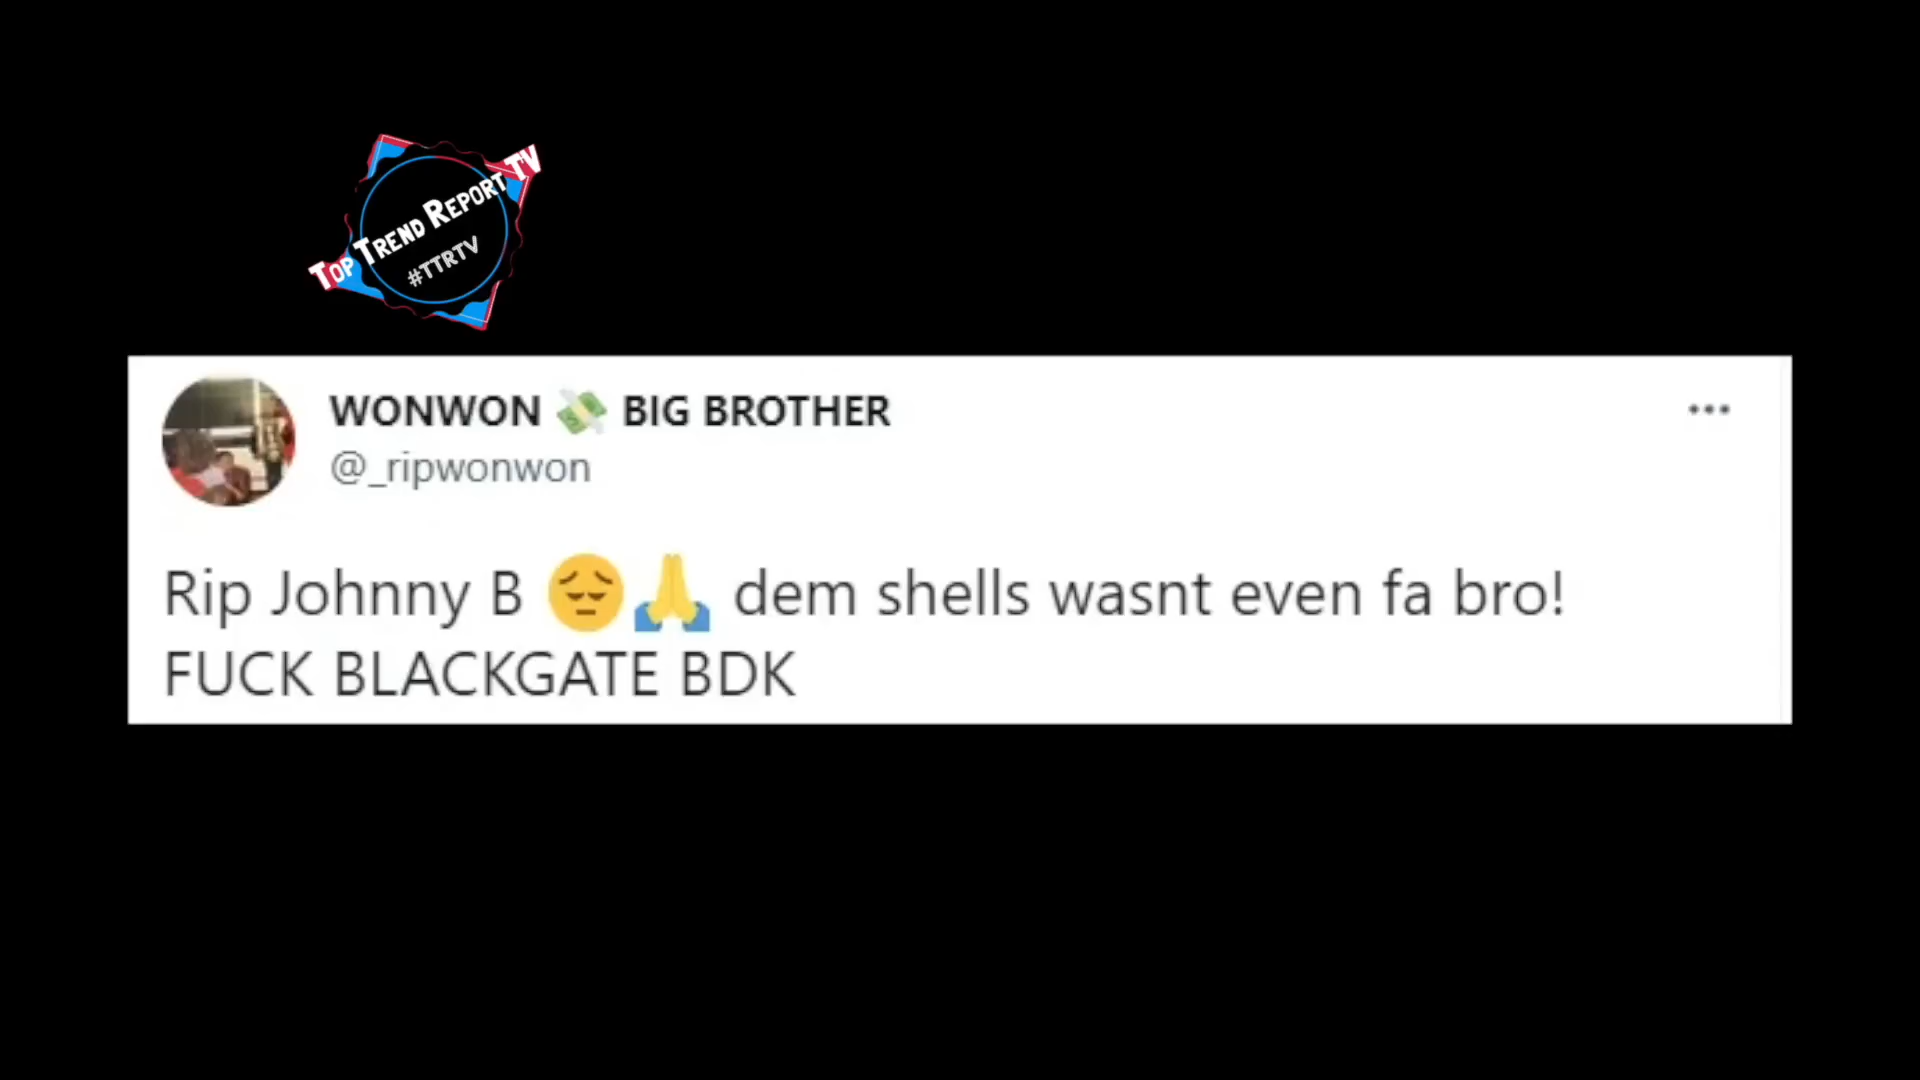 TOP TREND REPORT TV
#TTRTV
WONWON 💸 BIG BROTHER
@_ripwonwon
Rip Johnny B 😔🙏 dem shells wasnt even fa bro!
FUCK BLACKGATE BDK